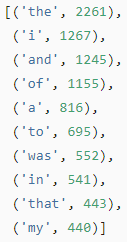 [('the', 2261),
('i', 1267),
('and', 1245),
('of', 1155),
('a', 816),
('to', 695),
('was', 552),
('in', 541),
('that', 443),
('my', 440)]